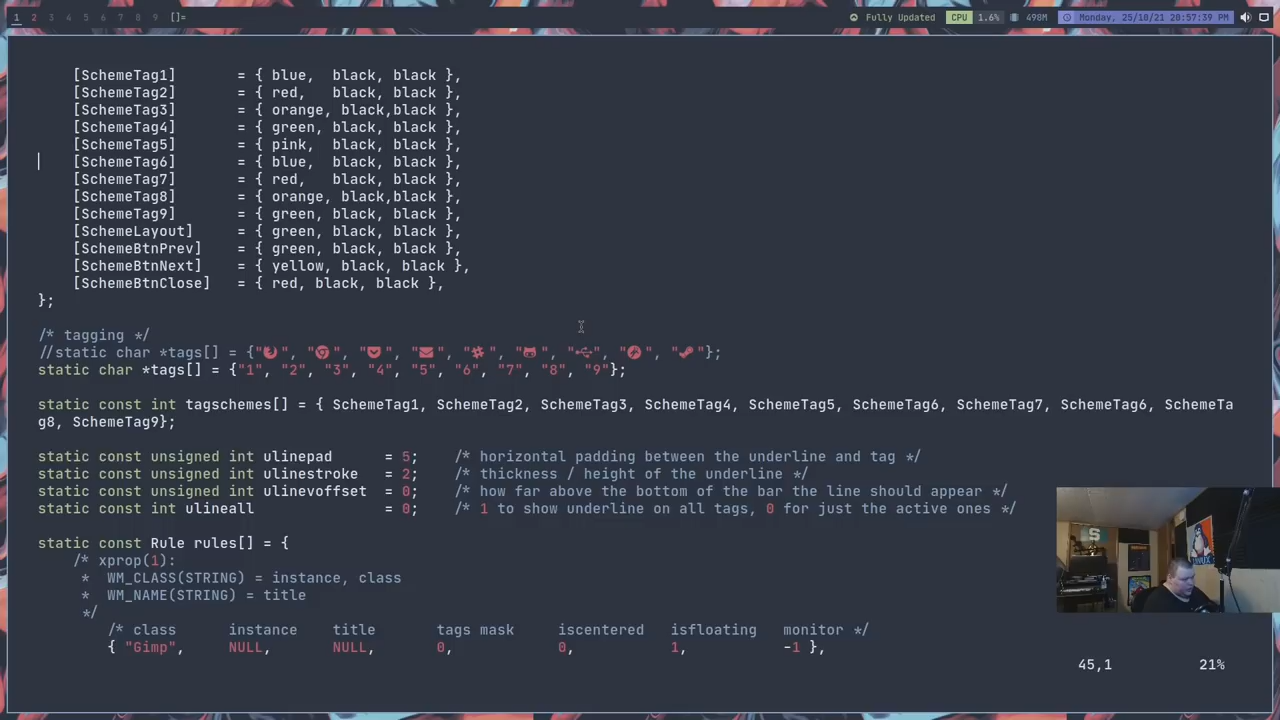 1 2 3 4 5 6 7 8 9 []= Fully Updated CPU 1.6% 498M Monday, 25/10/21 20:57:39 PM
[SchemeTag1] = { blue, black, black },
[SchemeTag2] = { red, black, black },
[SchemeTag3] = { orange, black,black },
[SchemeTag4] = { green, black, black },
[SchemeTag5] = { pink, black, black },
[SchemeTag6] = { blue, black, black },
[SchemeTag7] = { red, black, black },
[SchemeTag8] = { orange, black,black },
[SchemeTag9] = { green, black, black },
[SchemeLayout] = { green, black, black },
[SchemeBtnPrev] = { green, black, black },
[SchemeBtnNext] = { yellow, black, black },
[SchemeBtnClose] = { red, black, black },
};
/* tagging */
//static char *tags[] = {"", "", "", "", "", "", "", "", ""};
static char *tags[] = {"1", "2", "3", "4", "5", "6", "7", "8", "9"};
static const int tagschemes[] = { SchemeTag1, SchemeTag2, SchemeTag3, SchemeTag4, SchemeTag5, SchemeTag6, SchemeTag7, SchemeTag6, SchemeTa
g8, SchemeTag9};
static const unsigned int ulinepad = 5; /* horizontal padding between the underline and tag */
static const unsigned int ulinestroke = 2; /* thickness / height of the underline */
static const unsigned int ulinevoffset = 0; /* how far above the bottom of the bar the line should appear */
static const int ulineall = 0; /* 1 to show underline on all tags, 0 for just the active ones */
static const Rule rules[] = {
/* xprop(1):
* WM_CLASS(STRING) = instance, class
* WM_NAME(STRING) = title
*/
/* class instance title tags mask iscentered isfloating monitor */
{ "Gimp", NULL, NULL, 0, 0, 1, -1 },
45,1 21%